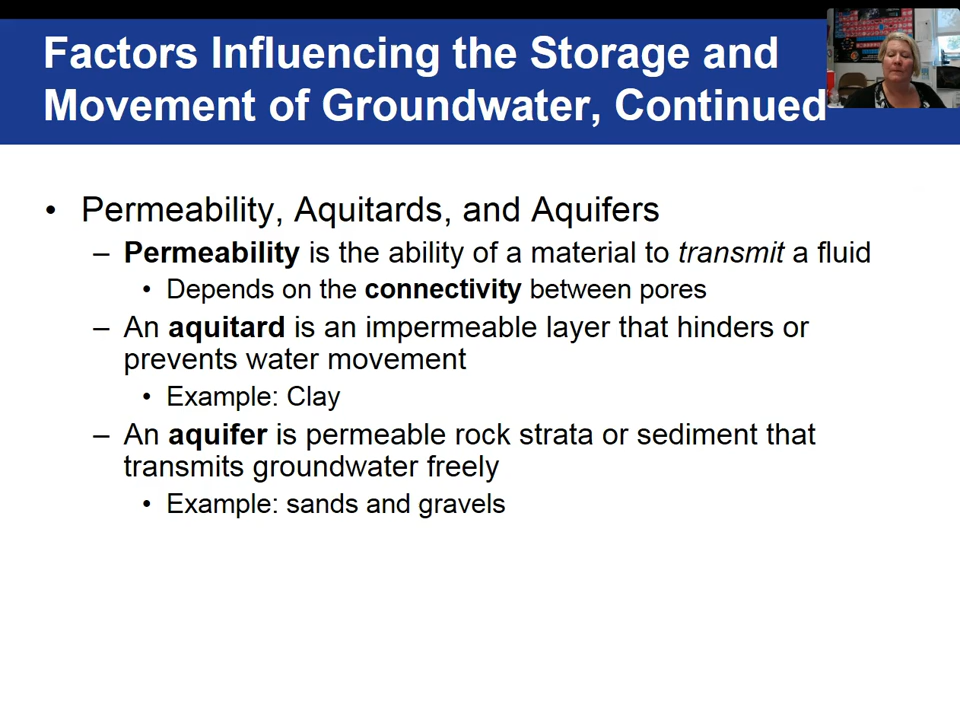 Factors Influencing the Storage and
Movement of Groundwater, Continued
• Permeability, Aquitards, and Aquifers
– Permeability is the ability of a material to transmit a fluid
• Depends on the connectivity between pores
– An aquitard is an impermeable layer that hinders or
prevents water movement
• Example: Clay
– An aquifer is permeable rock strata or sediment that
transmits groundwater freely
• Example: sands and gravels